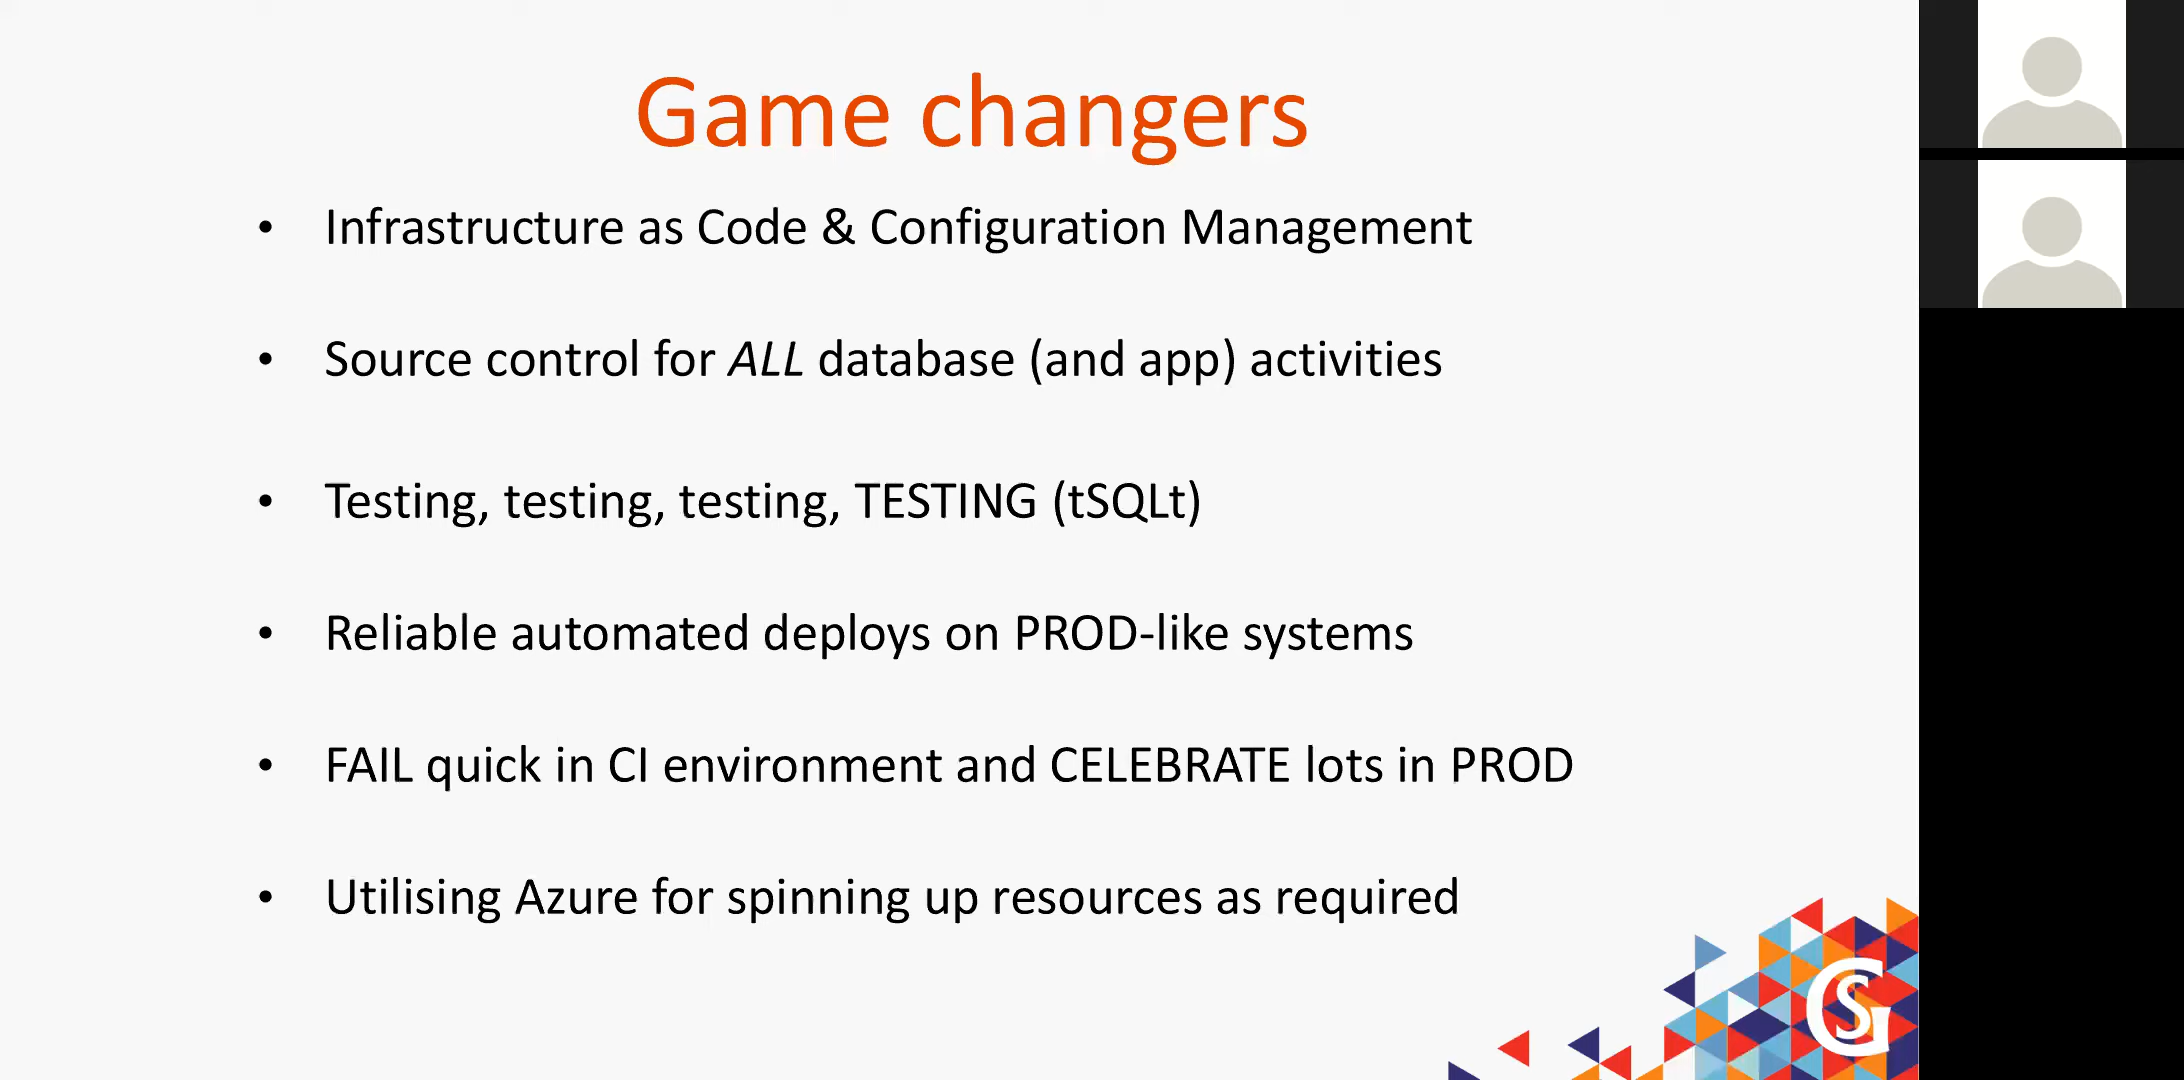 Game changers
• Infrastructure as Code & Configuration Management
• Source control for ALL database (and app) activities
• Testing, testing, testing, TESTING (tSQLt)
• Reliable automated deploys on PROD-like systems
• FAIL quick in CI environment and CELEBRATE lots in PROD
• Utilising Azure for spinning up resources as required
GS